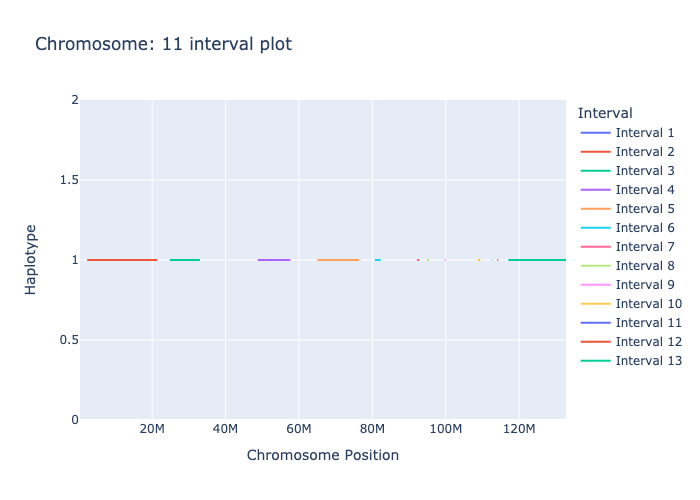 Chromosome: 11 interval plot
2
1.5
1
0.5
0
Haplotype
20M
40M
60M
80M
100M
120M
Chromosome Position
Interval
Interval 1
Interval 2
Interval 3
Interval 4
Interval 5
Interval 6
Interval 7
Interval 8
Interval 9
Interval 10
Interval 11
Interval 12
Interval 13